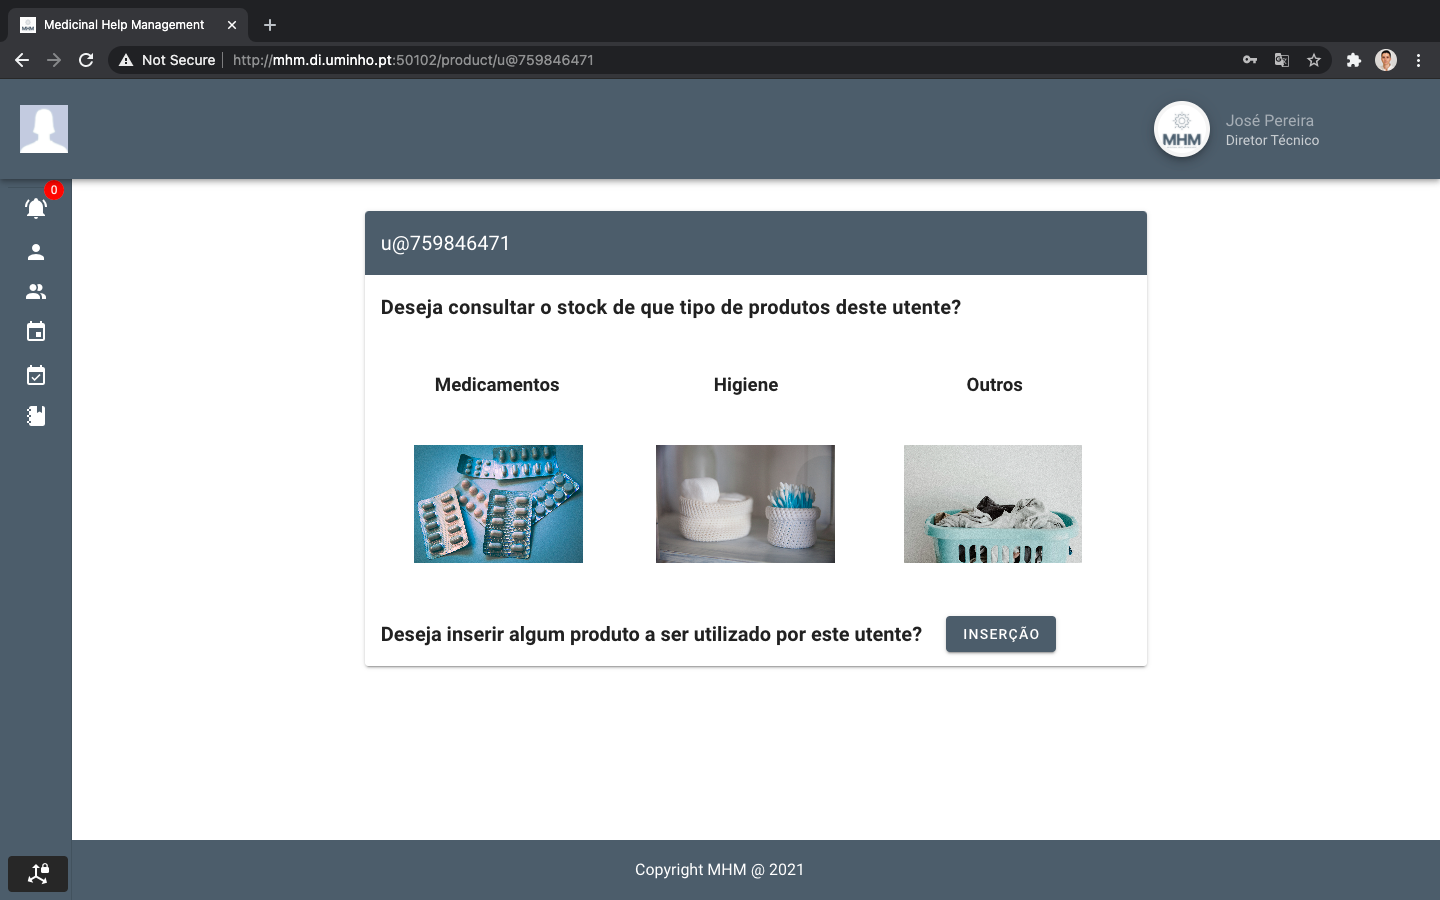 Medicinal Help Management
Not Secure
http://mhm.di.uminho.pt:50102/product/u@759846471
MHM
José Pereira
Diretor Técnico
0
u@759846471
Deseja consultar o stock de que tipo de produtos deste utente?
Medicamentos Higiene Outros
Deseja inserir algum produto a ser utilizado por este utente? INSERÇÃO
Copyright MHM @ 2021